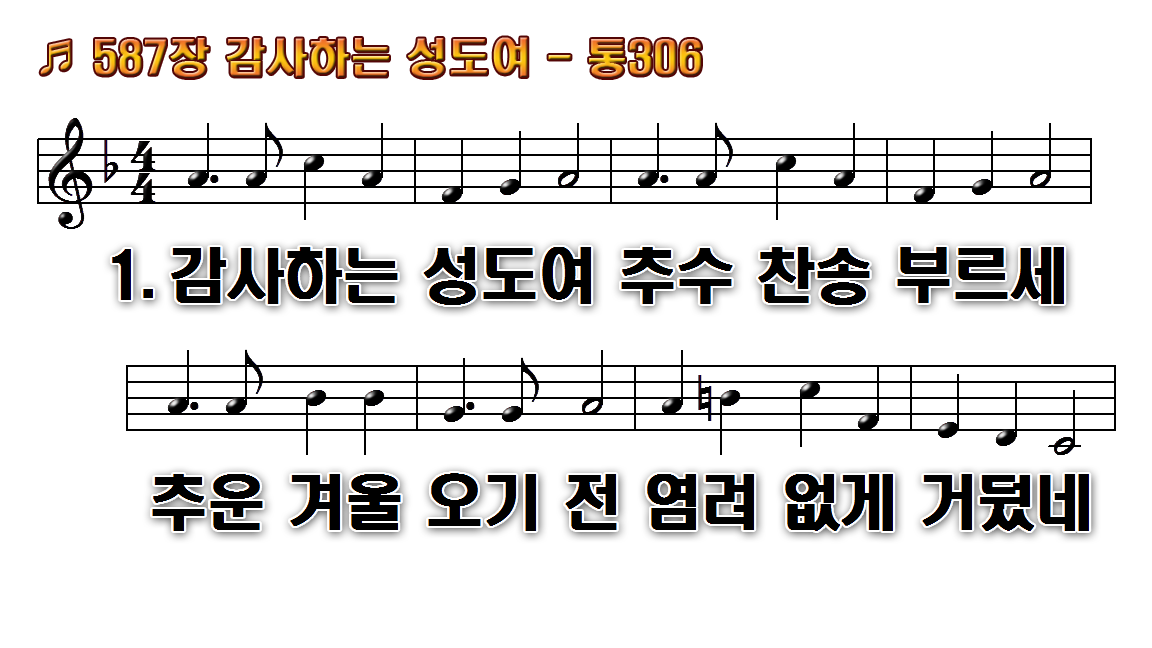 587장 감사하는 성도여 - 통306
4
4
1. 감사하는 성도여 추수 찬송 부르세
추운 겨울 오기 전 염려 없게 거뒀네